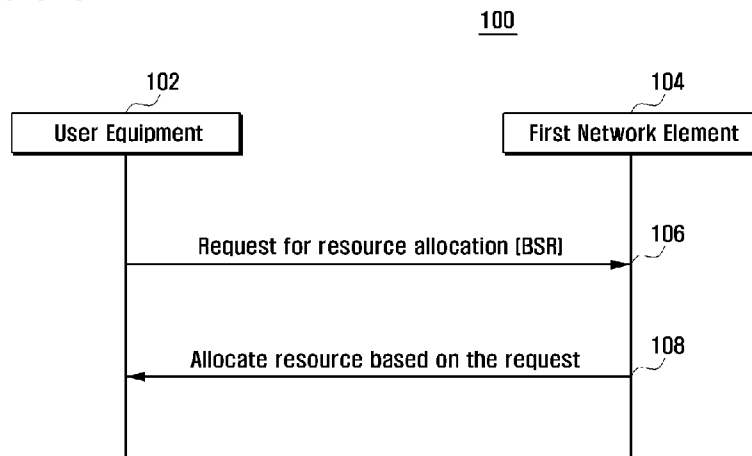 100
102
104
User Equipment
First Network Element
Request for resource allocation (BSR)
106
Allocate resource based on the request
108